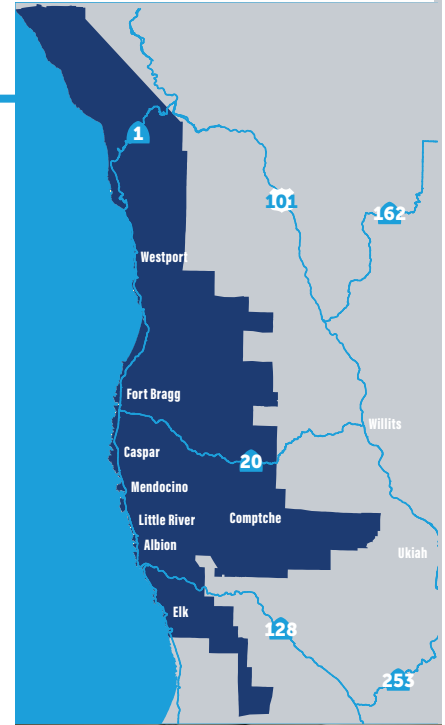 1
101
162
Westport
Fort Bragg
Willits
Caspar
20
Mendocino
Little River
Comptche
Albion
Ukiah
Elk
128
253